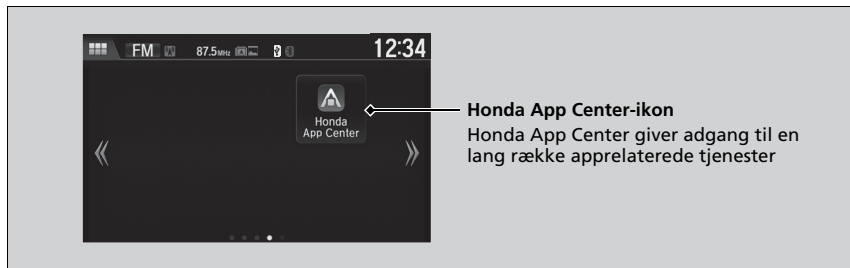 FM 87.5MHz 12:34
Honda
App Center
Honda App Center-ikon
Honda App Center giver adgang til en
lang række apprelaterede tjenester